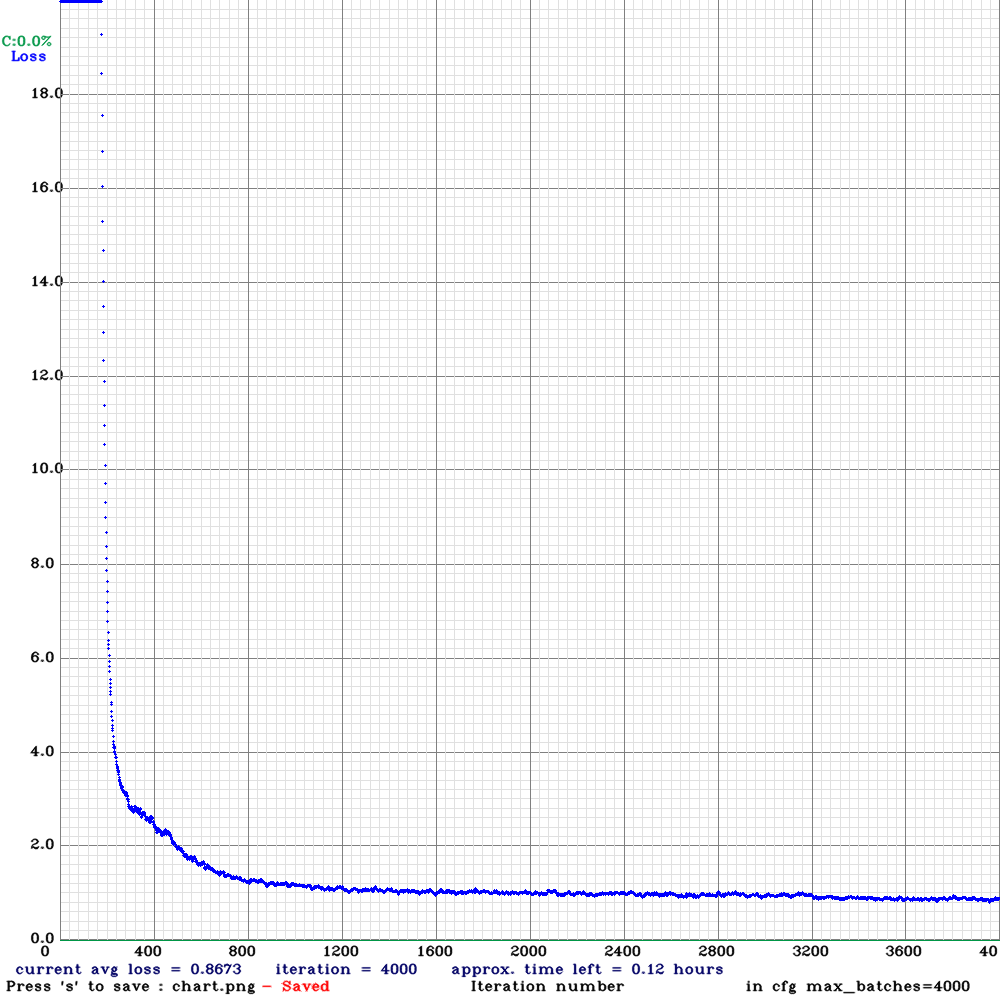 C:0.0%
Loss
18.0
16.0
14.0
12.0
10.0
8.0
6.0
4.0
2.0
0.0
0 400 800 1200 1600 2000 2400 2800 3200 3600 40
current avg loss = 0.8673 iteration = 4000 approx. time left = 0.12 hours
Press 's' to save : chart.png - Saved Iteration number in cfg max_batches=4000